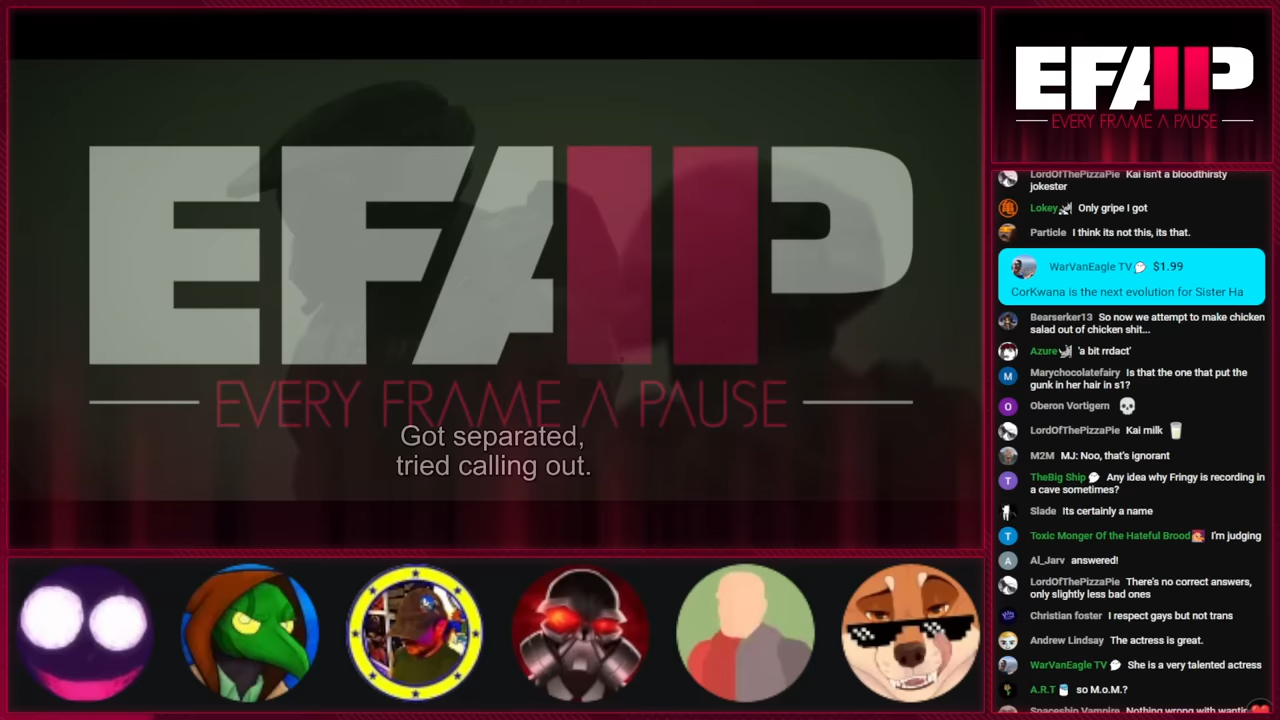 EFAP
EVERY FRAME A PAUSE
Got separated,
tried calling out.
EFAP
EVERY FRAME A PAUSE
LordOfThePizzaPie Kai isn't a bloodthirsty
jokester
Lokey Only gripe I got
Particle I think its not this, its that.
WarVanEagle TV $1.99
CorKwana is the next evolution for Sister Ha
Bearserker13 So now we attempt to make chicken
salad out of chicken shit...
Azure 'a bit rrdact'
M
Marychocolatefairy Is that the one that put the
gunk in her hair in s1?
O
Oberon Vortigern
LordOfThePizzaPie Kai milk
M2M MJ: Noo, that's ignorant
T
TheBig Ship Any idea why Fringy is recording in
a cave sometimes?
Slade Its certainly a name
T
Toxic Monger Of the Hateful Brood I'm judging
A
Al_Jarv answered!
LordOfThePizzaPie There's no correct answers,
only slightly less bad ones
Christian foster I respect gays but not trans
Andrew Lindsay The actress is great.
WarVanEagle TV She is a very talented actress
A.R.T so M.o.M.?
Spaceship Vampire Nothing wrong with